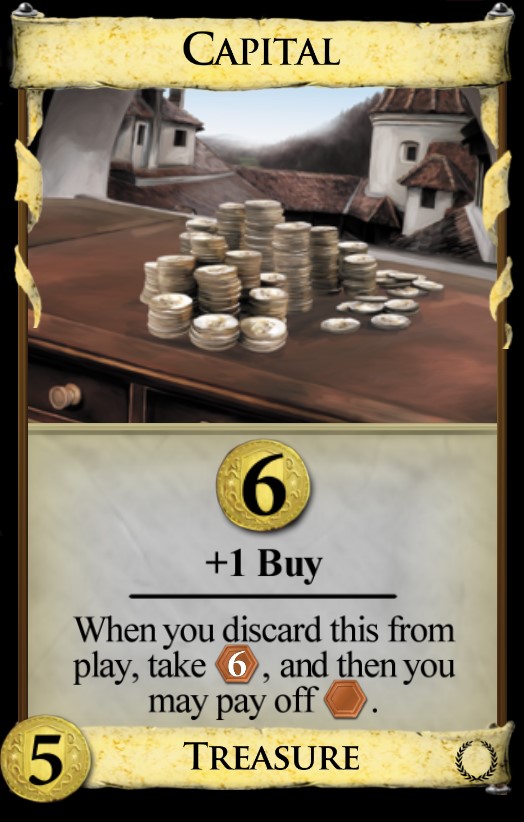 CAPITAL
6
+1 Buy
When you discard this from
play, take 6, and then you
may pay off .
5 TREASURE